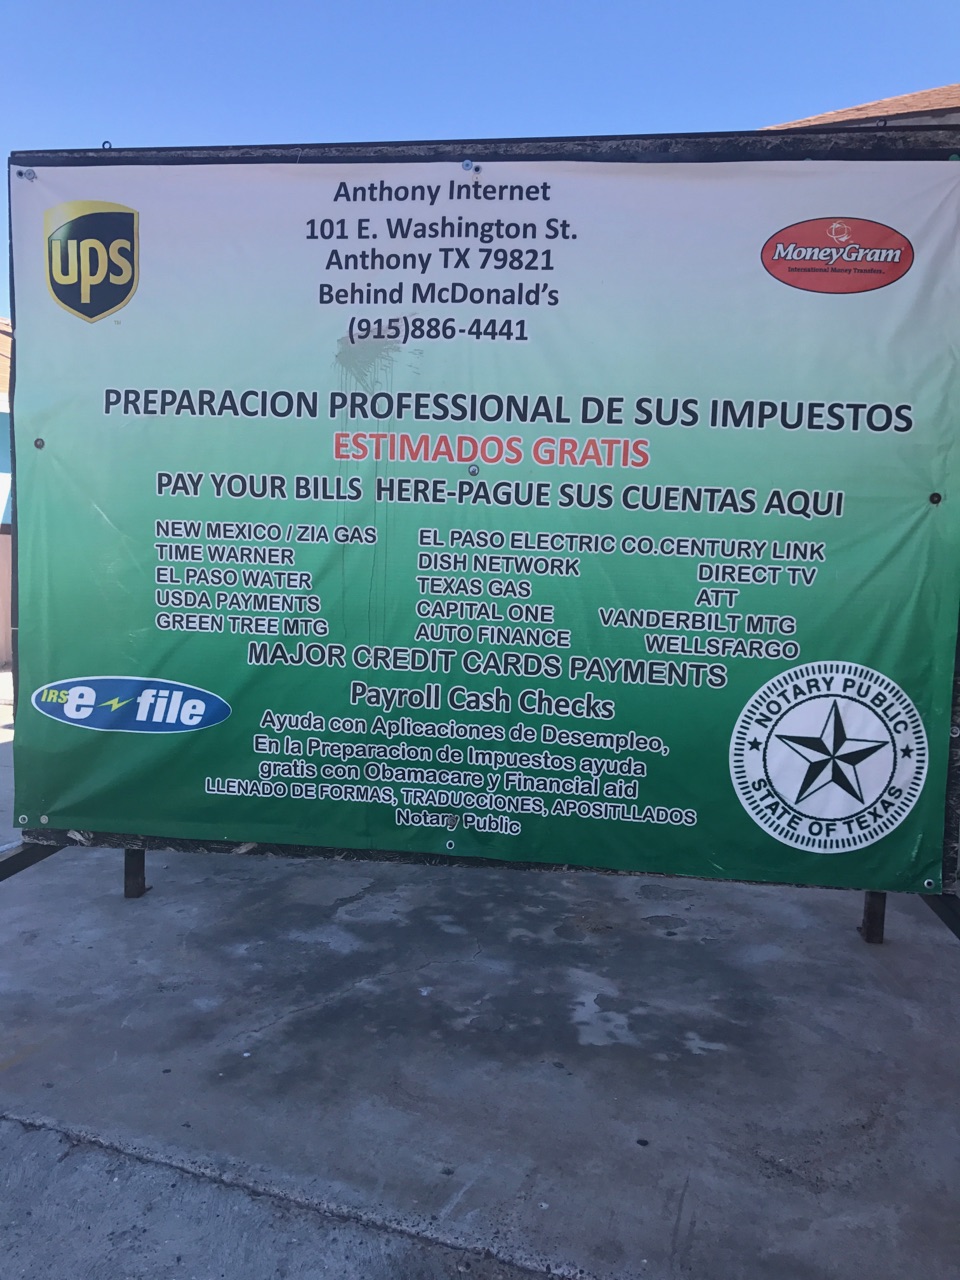 Anthony Internet
101 E. Washington St.
Anthony TX 79821
Behind McDonald's
(915)886-4441
ups
TM
MoneyGram
International Money Transfers
PREPARACION PROFESSIONAL DE SUS IMPUESTOS
ESTIMADOS GRATIS
PAY YOUR BILLS HERE-PAGUE SUS CUENTAS AQUI
NEW MEXICO / ZIA GAS EL PASO ELECTRIC CO.CENTURY LINK
TIME WARNER DISH NETWORK DIRECT TV
EL PASO WATER TEXAS GAS ATT
USDA PAYMENTS CAPITAL ONE VANDERBILT MTG
GREEN TREE MTG AUTO FINANCE WELLSFARGO
MAJOR CREDIT CARDS PAYMENTS
Payroll Cash Checks
Ayuda con Aplicaciones de Desempleo,
En la Preparacion de Impuestos ayuda
gratis con Obamacare y Financial aid
LLENADO DE FORMAS, TRADUCCIONES, APOSITLLADOS
Notary Public
IRS e file
NOTARY PUBLIC
STATE OF TEXAS